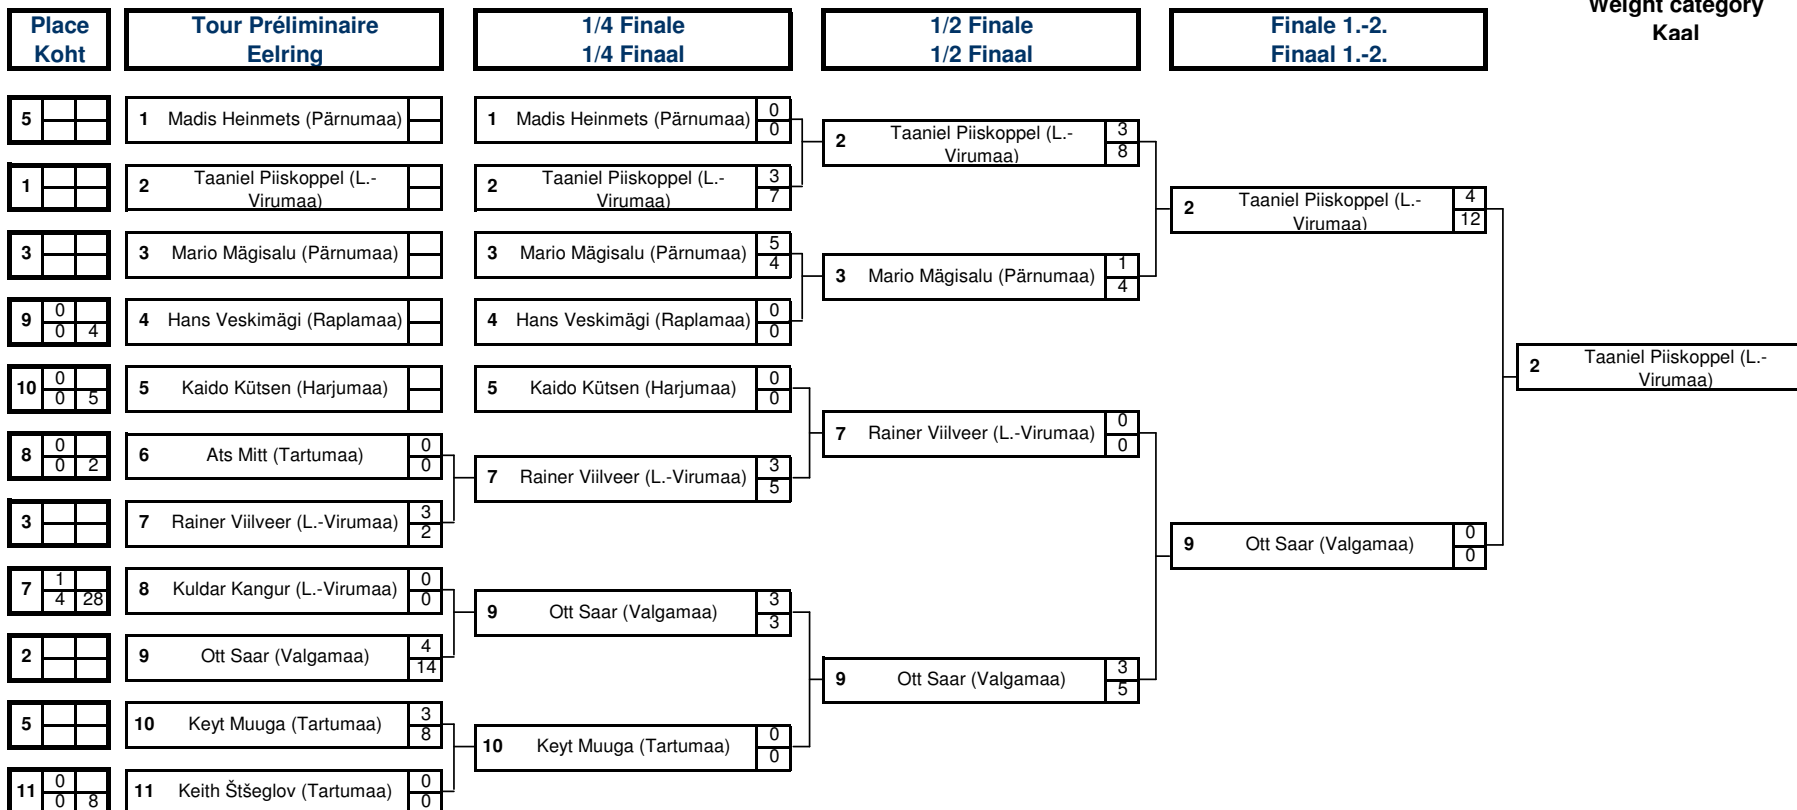 Weight category
Kaal
Place
Koht
Tour Préliminaire
Eelring
1/4 Finale
1/4 Finaal
1/2 Finale
1/2 Finaal
Finale 1.-2.
Finaal 1.-2.
5
1 Madis Heinmets (Pärnumaa)
1 Madis Heinmets (Pärnumaa) 0
0
2 Taaniel Piiskoppel (L.- 3
Virumaa) 8
1
2 Taaniel Piiskoppel (L.-
Virumaa)
2 Taaniel Piiskoppel (L.- 3
Virumaa) 7
2 Taaniel Piiskoppel (L.- 4
Virumaa) 12
3
3 Mario Mägisalu (Pärnumaa)
3 Mario Mägisalu (Pärnumaa) 5
4
3 Mario Mägisalu (Pärnumaa) 1
4
9 0
0 4
4 Hans Veskimägi (Raplamaa)
4 Hans Veskimägi (Raplamaa) 0
0
2 Taaniel Piiskoppel (L.-
Virumaa)
10 0
0 5
5 Kaido Kütsen (Harjumaa)
5 Kaido Kütsen (Harjumaa) 0
0
7 Rainer Viilveer (L.-Virumaa) 0
0
8 0
0 2
6 Ats Mitt (Tartumaa) 0
0
7 Rainer Viilveer (L.-Virumaa) 3
5
3
7 Rainer Viilveer (L.-Virumaa) 3
2
9 Ott Saar (Valgamaa) 0
0
7 1
4 28
8 Kuldar Kangur (L.-Virumaa) 0
0
9 Ott Saar (Valgamaa) 3
3
2
9 Ott Saar (Valgamaa) 4
14
9 Ott Saar (Valgamaa) 3
5
5
10 Keyt Muuga (Tartumaa) 3
8
10 Keyt Muuga (Tartumaa) 0
0
11 0
0 8
11 Keith Štšeglov (Tartumaa) 0
0